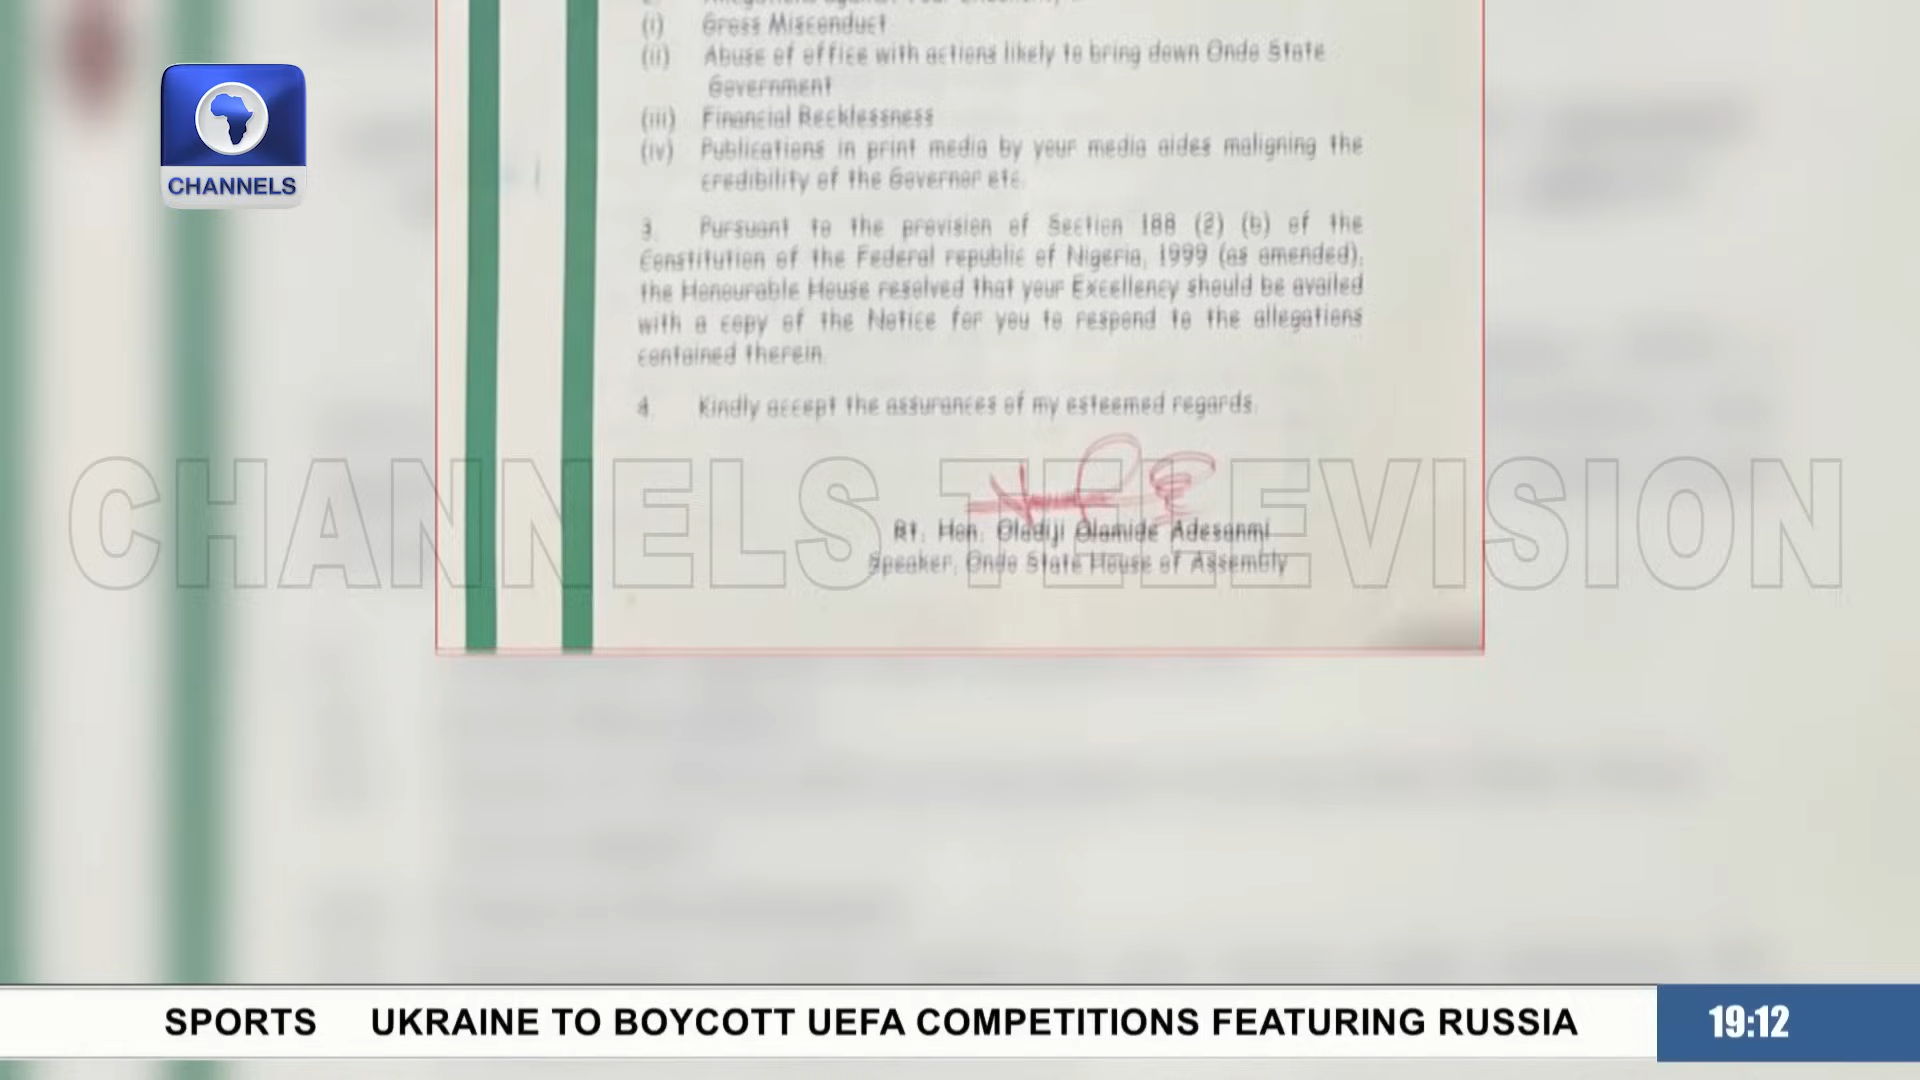 (i) Gross Misconduct
(ii) Abuse of office with actions likely to bring down Ondo State
Government
(iii) Financial Recklessness
(iv) Publications in print media by your media aides maligning the
credibility of the Governor etc.
3. Pursuant to the provision of Section 188 (2) (b) of the
Constitution of the Federal republic of Nigeria, 1999 (as amended),
the Honourable House resolved that your Excellency should be availed
with a copy of the Notice for you to respond to the allegations
contained therein.
4. Kindly accept the assurances of my esteemed regards.
Rt. Hon. Oladiji Olamide Adesanmi
Speaker, Ondo State House of Assembly
CHANNELS
CHANNELS TELEVISION
SPORTS UKRAINE TO BOYCOTT UEFA COMPETITIONS FEATURING RUSSIA
19:12